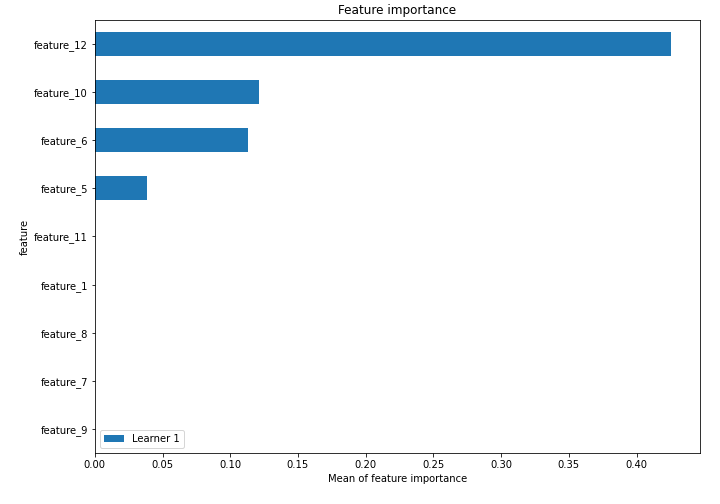 Feature importance
feature_12
feature_10
feature_6
feature_5
feature_11
feature_1
feature_8
feature_7
feature_9
feature
Learner 1
0.00 0.05 0.10 0.15 0.20 0.25 0.30 0.35 0.40
Mean of feature importance